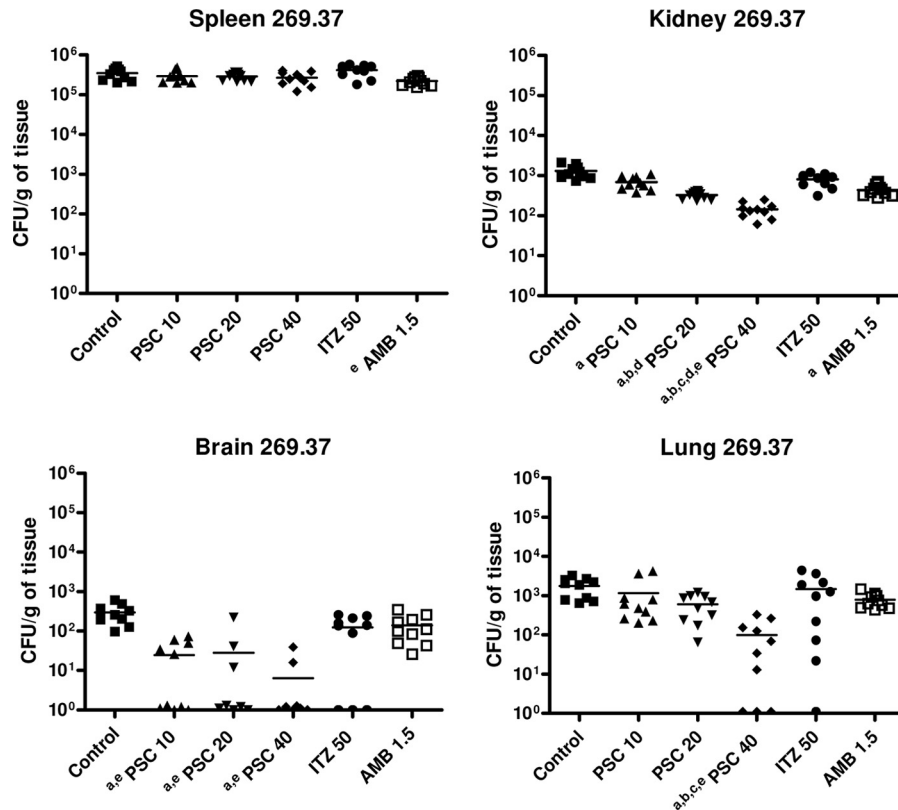 Spleen 269.37
CFU/g of tissue
10⁶
10⁵
10⁴
10³
10²
10¹
10⁰
Control
PSC 10
PSC 20
PSC 40
ITZ 50
ᵉ AMB 1.5
Kidney 269.37
CFU/g of tissue
10⁶
10⁵
10⁴
10³
10²
10¹
10⁰
Control
ᵃ PSC 10
ᵃ,ᵇ,ᵈ PSC 20
ᵃ,ᵇ,ᶜ,ᵈ,ᵉ PSC 40
ITZ 50
ᵃ AMB 1.5
Brain 269.37
CFU/g of tissue
10⁶
10⁵
10⁴
10³
10²
10¹
10⁰
Control
ᵃ,ᵉ PSC 10
ᵃ,ᵉ PSC 20
ᵃ,ᵉ PSC 40
ITZ 50
AMB 1.5
Lung 269.37
CFU/g of tissue
10⁶
10⁵
10⁴
10³
10²
10¹
10⁰
Control
PSC 10
PSC 20
ᵃ,ᵇ,ᶜ,ᵉ PSC 40
ITZ 50
AMB 1.5